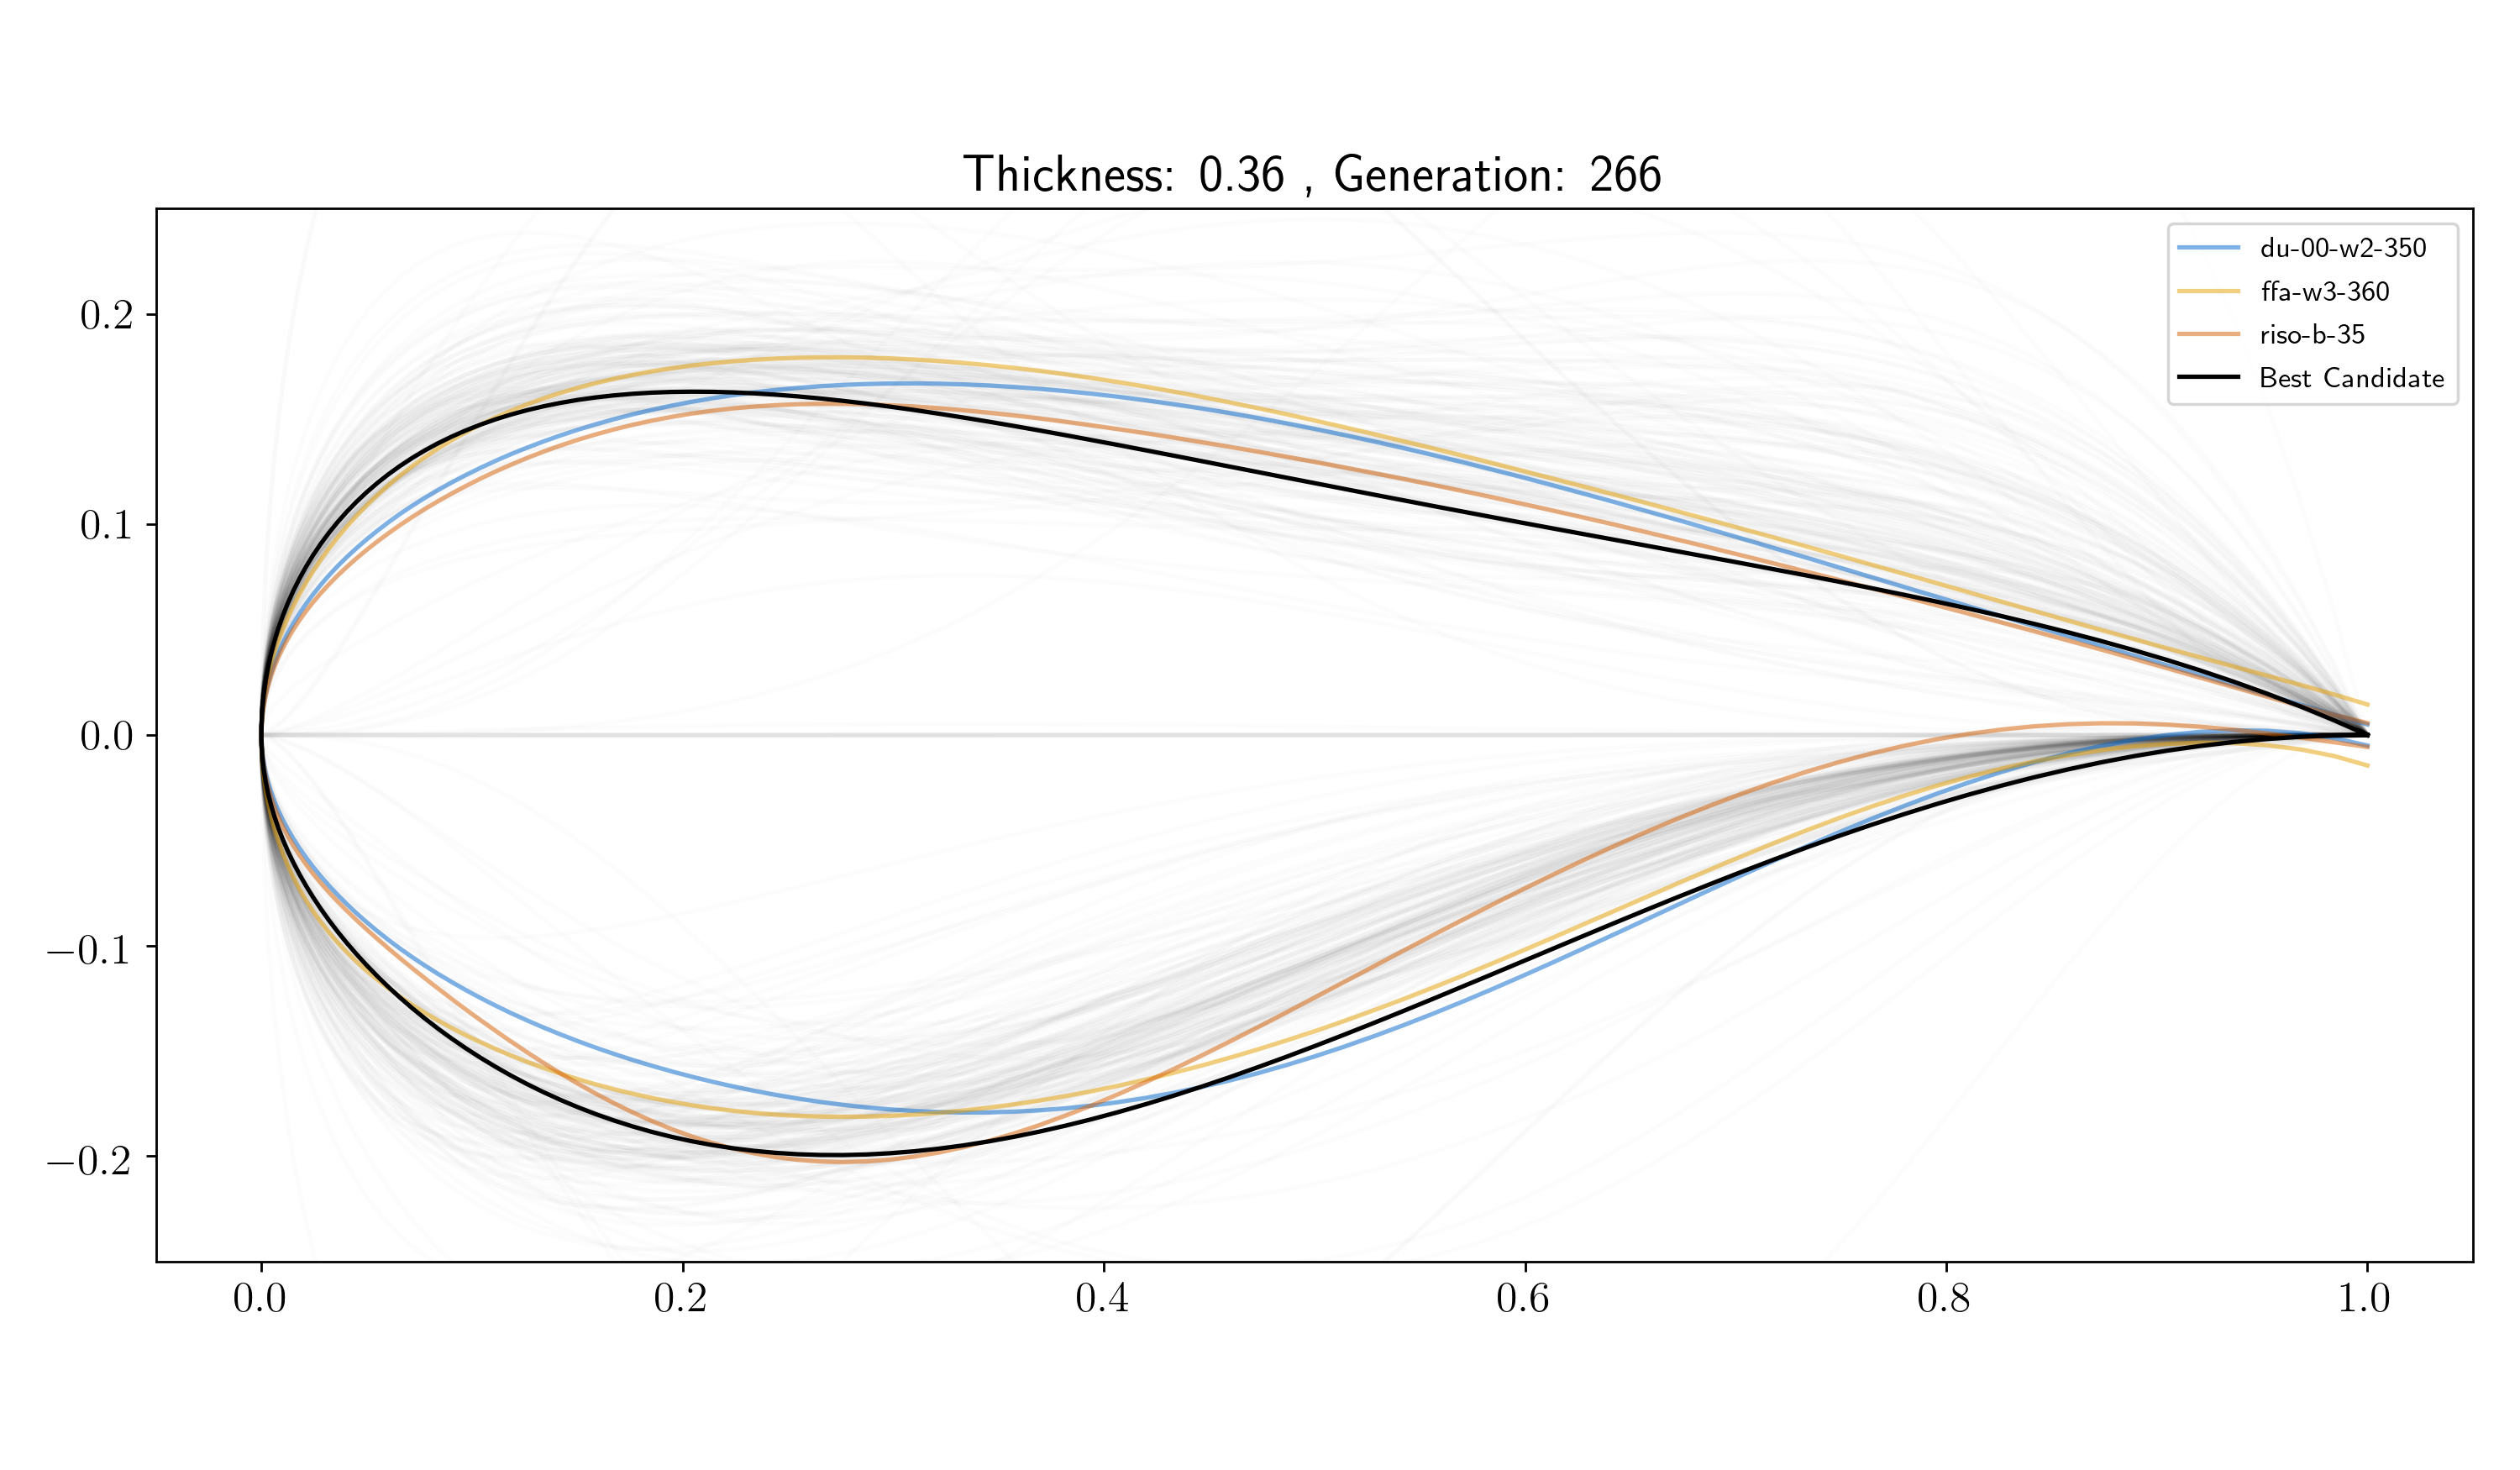 Thickness: 0.36 , Generation: 266
du-00-w2-350
ffa-w3-360
riso-b-35
Best Candidate
0.2
0.1
0.0
−0.1
−0.2
0.0 0.2 0.4 0.6 0.8 1.0